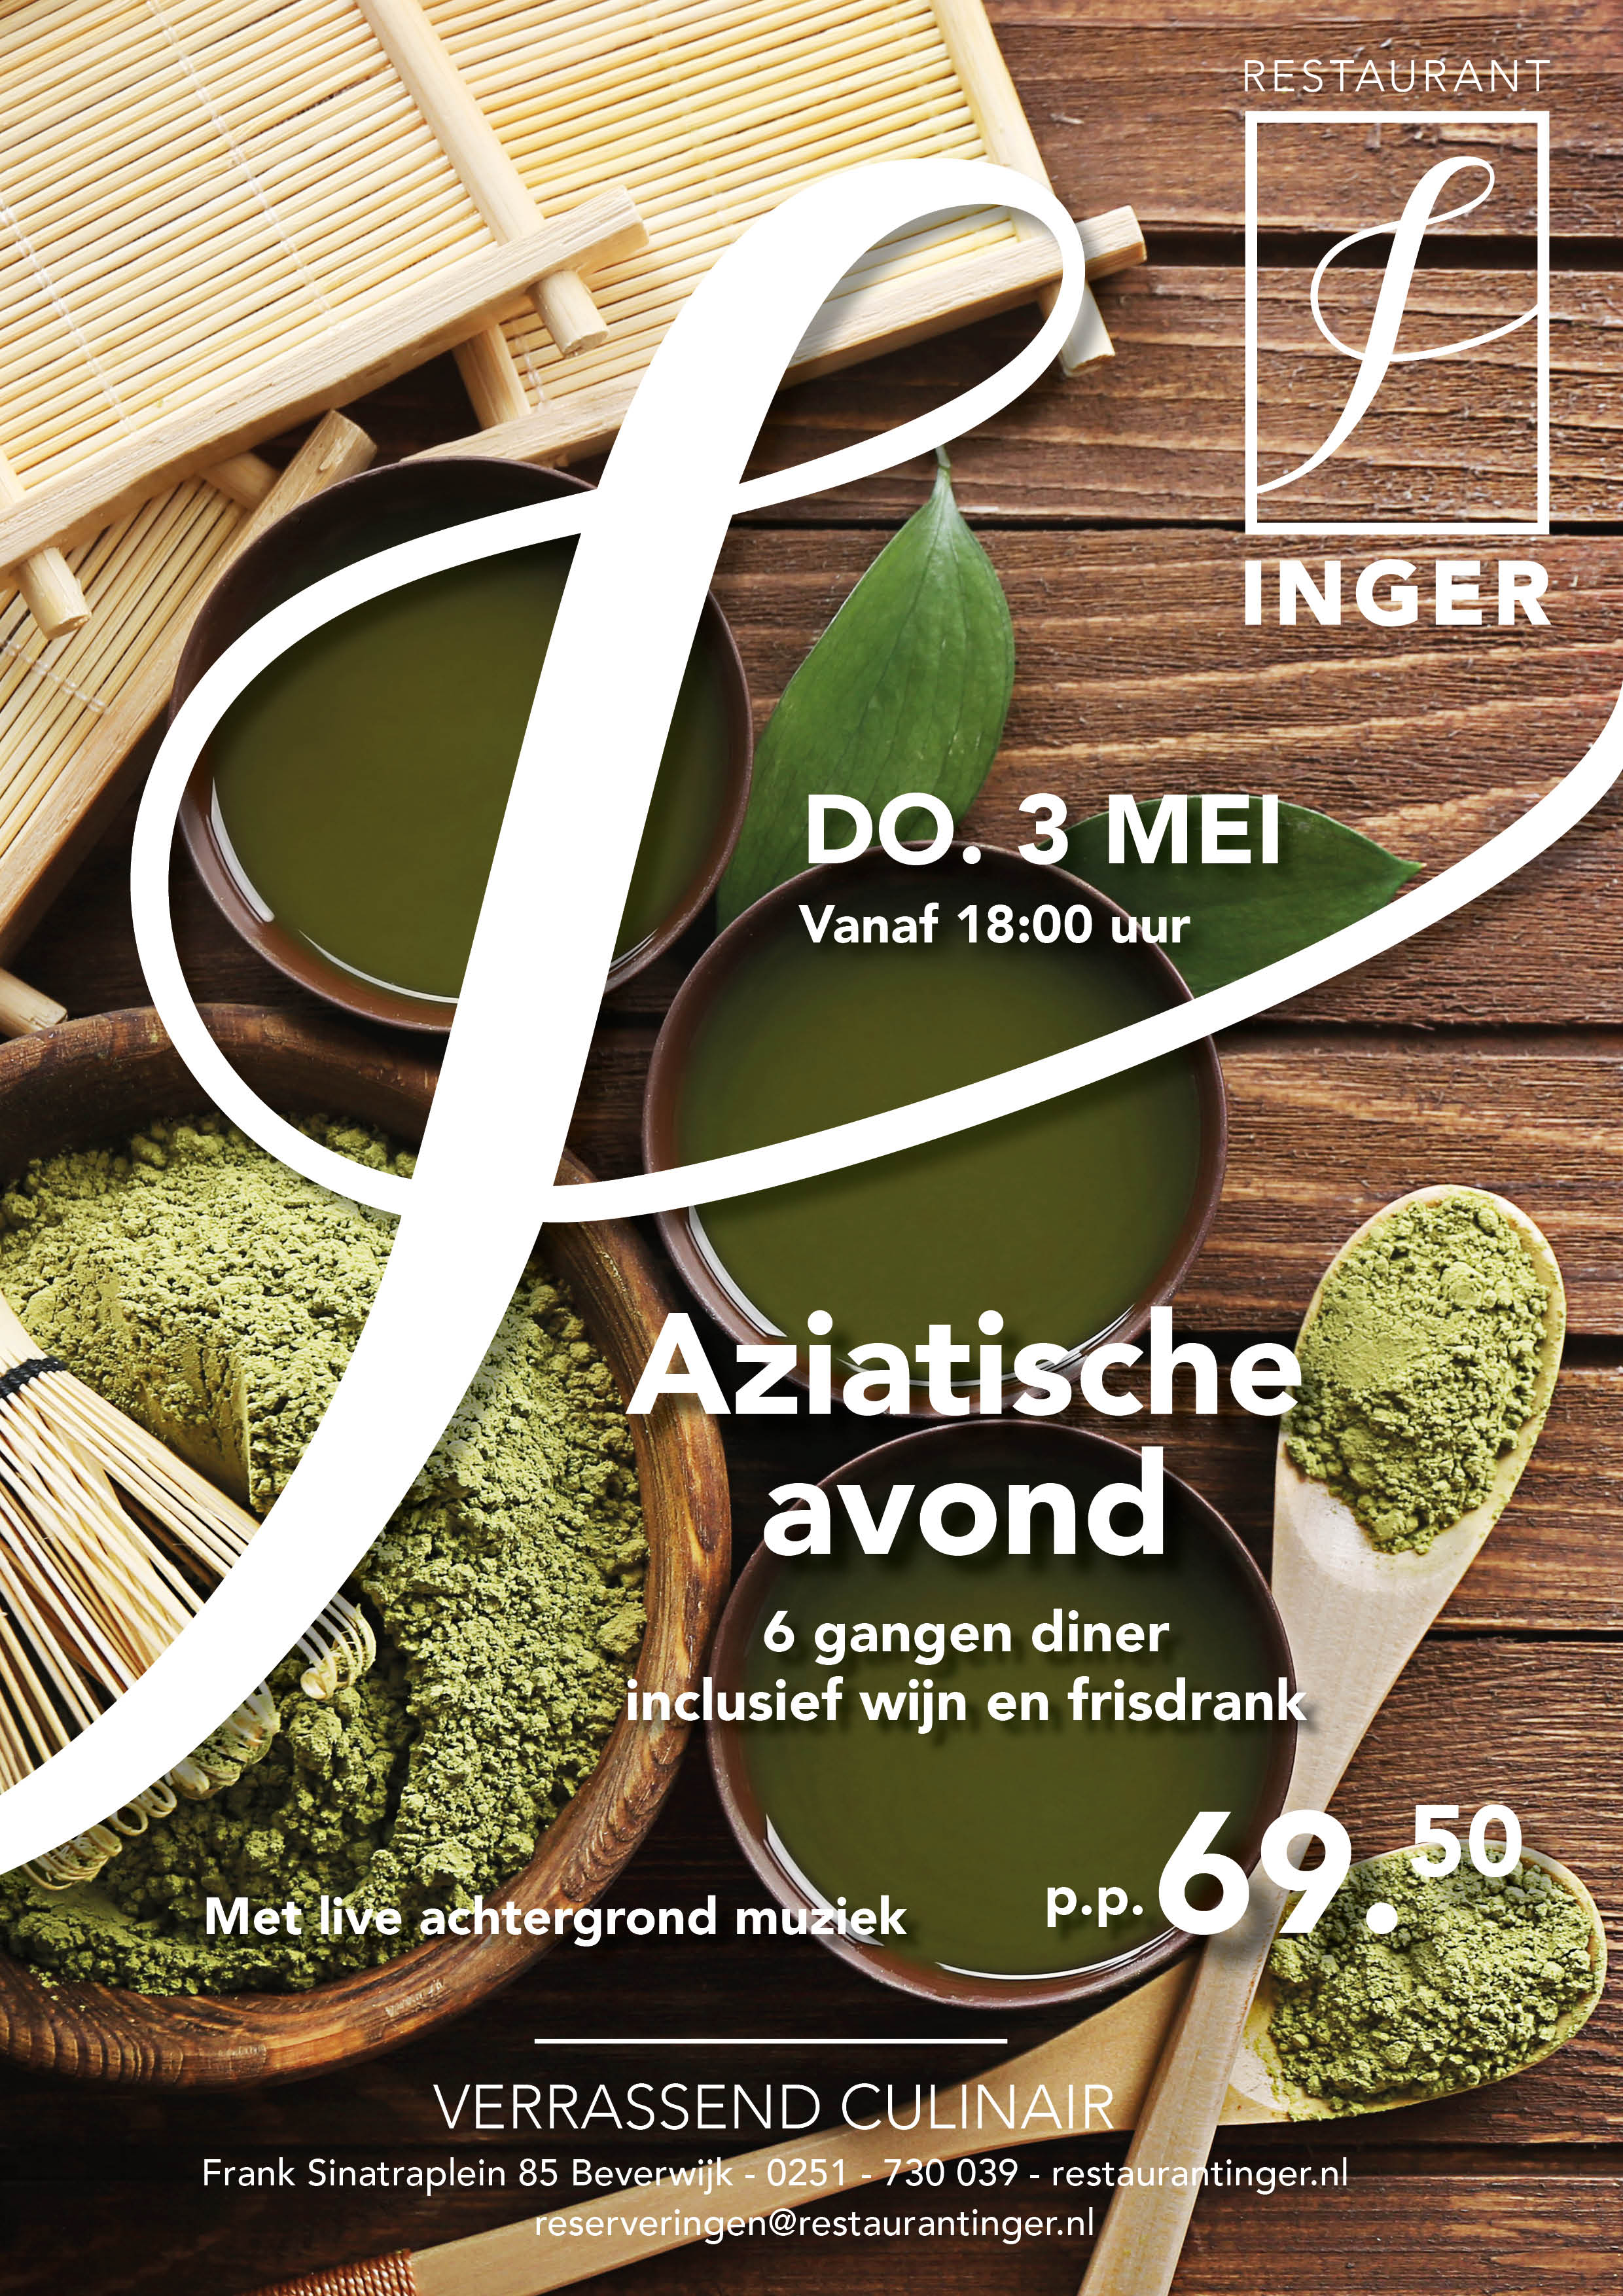 RESTAURANT
INGER
DO. 3 MEI
Vanaf 18:00 uur
Aziatische
avond
6 gangen diner
inclusief wijn en frisdrank
Met live achtergrond muziek
p.p. 69.50
VERRASSEND CULINAIR
Frank Sinatraplein 85 Beverwijk - 0251 - 730 039 - restaurantinger.nl
reserveringen@restaurantinger.nl